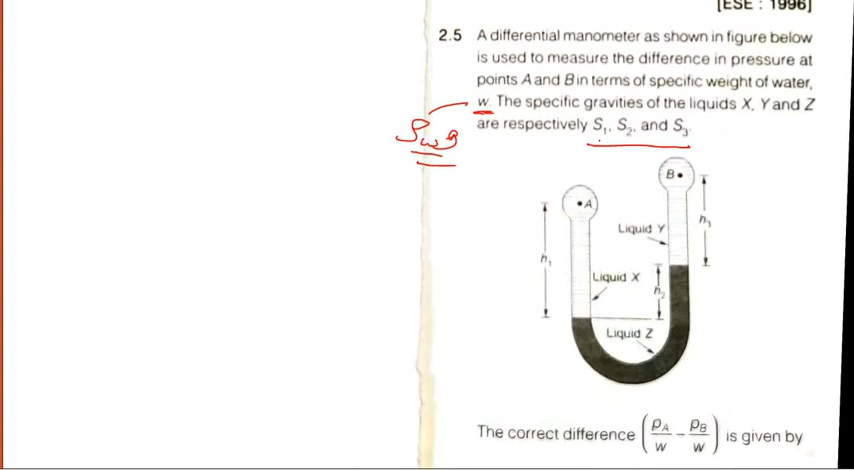 [ESE : 1996]
2.5 A differential manometer as shown in figure below
is used to measure the difference in pressure at
points A and B in terms of specific weight of water,
w. The specific gravities of the liquids X, Y and Z
are respectively S₁, S₂, and S₃.
ρw g
B
A
Liquid Y
h₃
h₁
Liquid X
h₂
Liquid Z
The correct difference (pA/w − pB/w) is given by